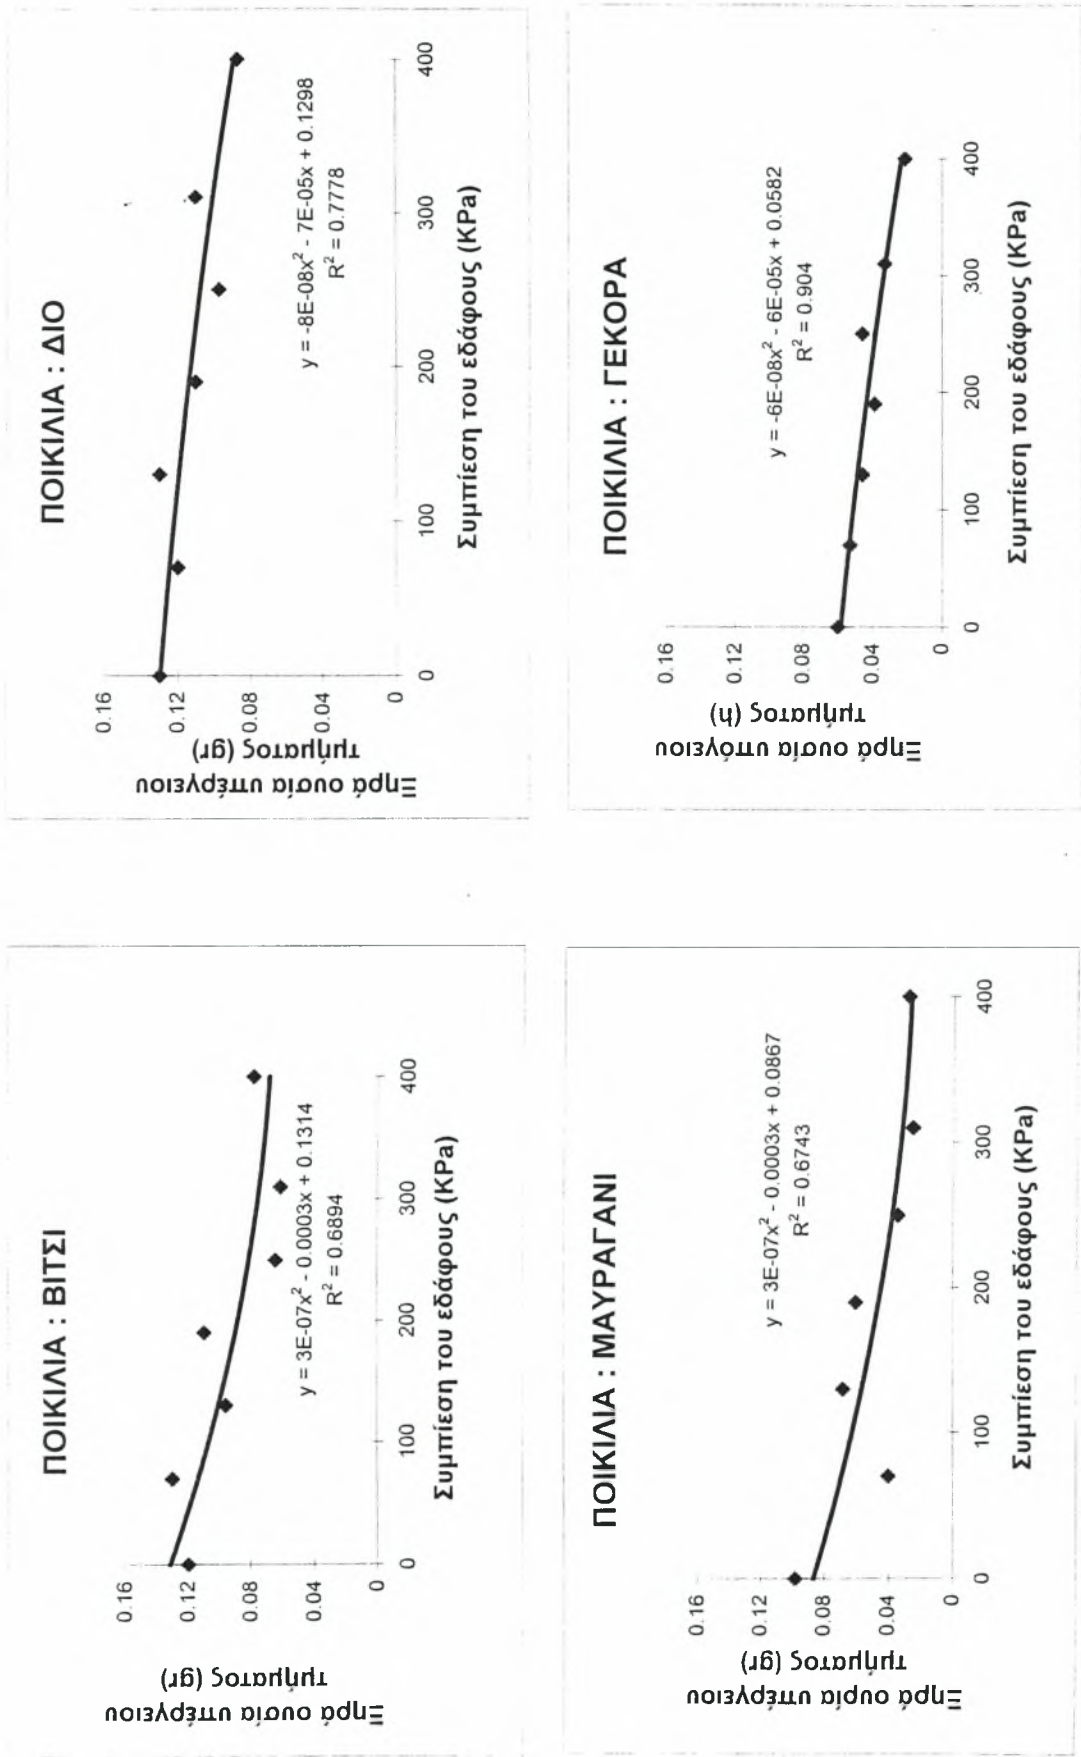 ΠΟΙΚΙΛΙΑ : ΒΙΤΣΙ
Ξηρά ουσία υπέργειου
τμήματος (gr)
0.16
0.12
0.08
0.04
0
y = 3E-07x² - 0.0003x + 0.1314
R² = 0.6894
0 100 200 300 400
Συμπίεση του εδάφους (KPa)
ΠΟΙΚΙΛΙΑ : ΔΙΟ
Ξηρά ουσία υπέργειου
τμήματος (gr)
0.16
0.12
0.08
0.04
0
y = -8E-08x² - 7E-05x + 0.1298
R² = 0.7778
0 100 200 300 400
Συμπίεση του εδάφους (KPa)
ΠΟΙΚΙΛΙΑ : ΜΑΥΡΑΓΑΝΙ
Ξηρά ουρία υπέργειου
τμήματος (gr)
0.16
0.12
0.08
0.04
0
y = 3E-07x² - 0.0003x + 0.0867
R² = 0.6743
0 100 200 300 400
Συμπίεση του εδάφους (KPa)
ΠΟΙΚΙΛΙΑ : ΓΕΚΟΡΑ
Ξηρά ουσία υπόγειου
τμήματος (h)
0.16
0.12
0.08
0.04
0
y = -6E-08x² - 6E-05x + 0.0582
R² = 0.904
0 100 200 300 400
Συμπίεση του εδάφους (KPa)